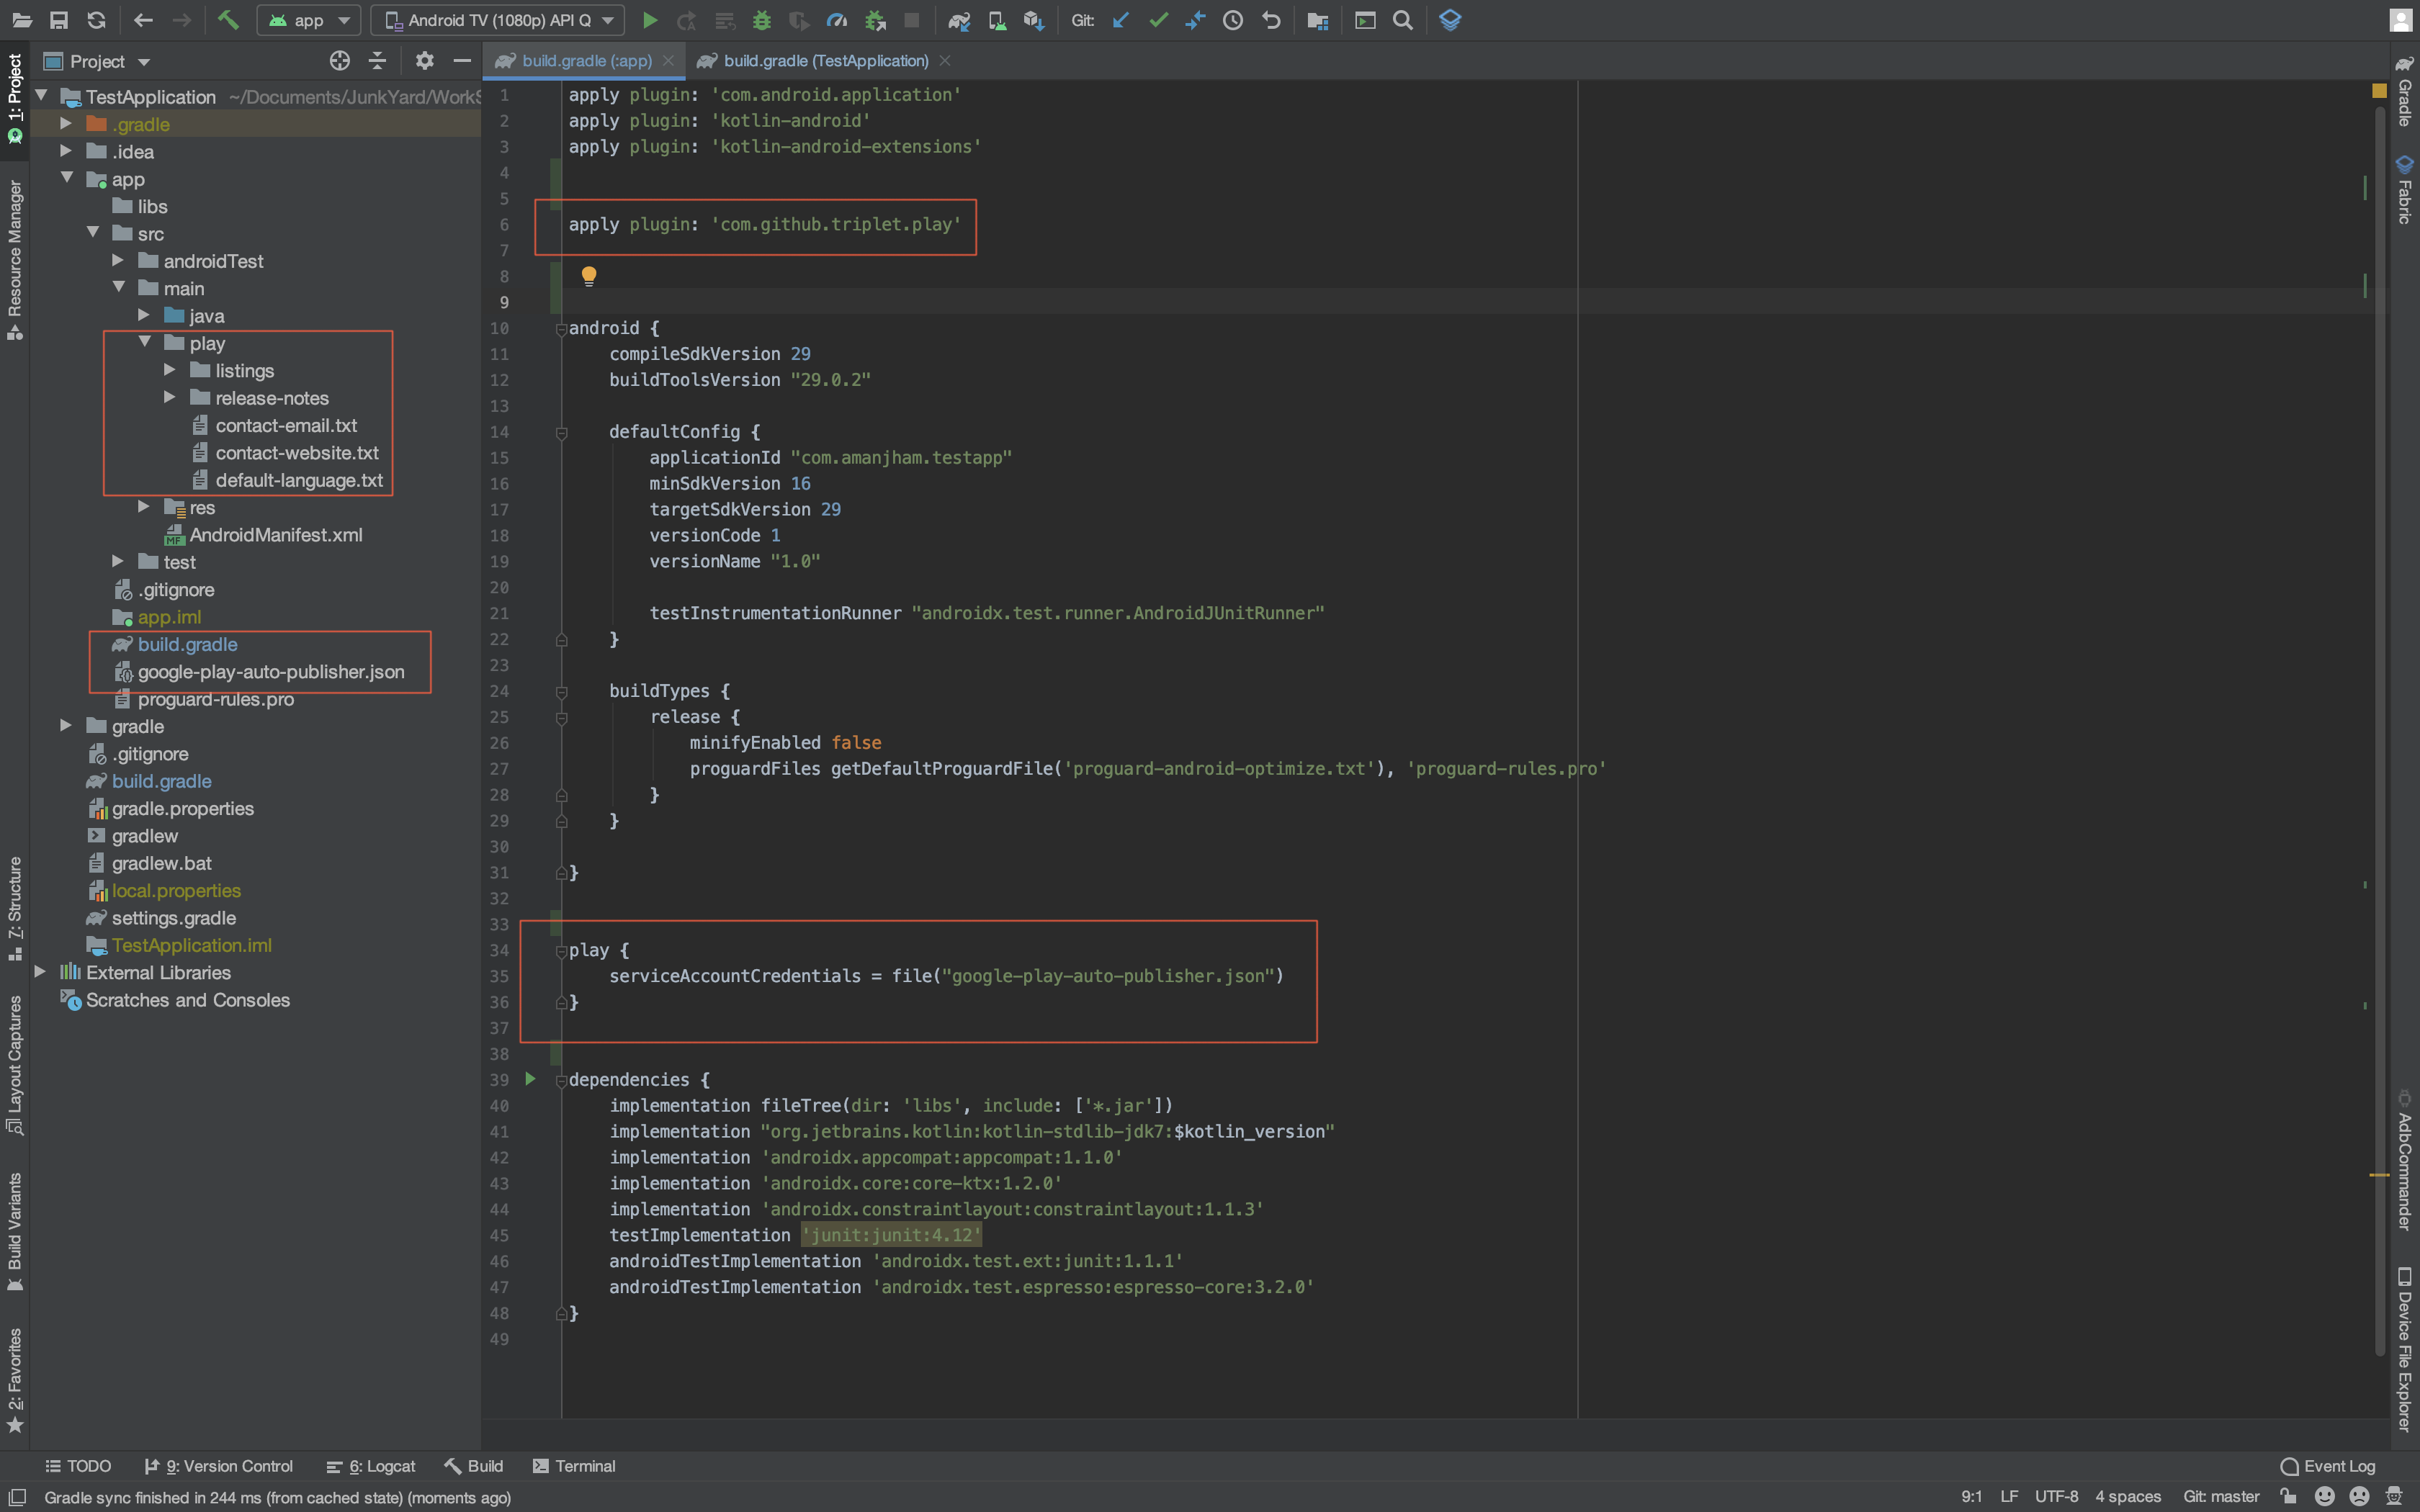 app
Android TV (1080p) API Q
Git:
Project
build.gradle (:app)
build.gradle (TestApplication)
1: Project
Resource Manager
7: Structure
Layout Captures
Build Variants
2: Favorites
TestApplication ~/Documents/JunkYard/WorkS
.gradle
.idea
app
libs
src
androidTest
main
java
play
listings
release-notes
contact-email.txt
contact-website.txt
default-language.txt
res
AndroidManifest.xml
test
.gitignore
app.iml
build.gradle
google-play-auto-publisher.json
proguard-rules.pro
gradle
.gitignore
build.gradle
gradle.properties
gradlew
gradlew.bat
local.properties
settings.gradle
TestApplication.iml
External Libraries
Scratches and Consoles
1 apply plugin: 'com.android.application'
2 apply plugin: 'kotlin-android'
3 apply plugin: 'kotlin-android-extensions'
4
5
6 apply plugin: 'com.github.triplet.play'
7
8
9
10 android {
11 compileSdkVersion 29
12 buildToolsVersion "29.0.2"
13
14 defaultConfig {
15 applicationId "com.amanjham.testapp"
16 minSdkVersion 16
17 targetSdkVersion 29
18 versionCode 1
19 versionName "1.0"
20
21 testInstrumentationRunner "androidx.test.runner.AndroidJUnitRunner"
22 }
23
24 buildTypes {
25 release {
26 minifyEnabled false
27 proguardFiles getDefaultProguardFile('proguard-android-optimize.txt'), 'proguard-rules.pro'
28 }
29 }
30
31 }
32
33
34 play {
35 serviceAccountCredentials = file("google-play-auto-publisher.json")
36 }
37
38
39 dependencies {
40 implementation fileTree(dir: 'libs', include: ['*.jar'])
41 implementation "org.jetbrains.kotlin:kotlin-stdlib-jdk7:$kotlin_version"
42 implementation 'androidx.appcompat:appcompat:1.1.0'
43 implementation 'androidx.core:core-ktx:1.2.0'
44 implementation 'androidx.constraintlayout:constraintlayout:1.1.3'
45 testImplementation 'junit:junit:4.12'
46 androidTestImplementation 'androidx.test.ext:junit:1.1.1'
47 androidTestImplementation 'androidx.test.espresso:espresso-core:3.2.0'
48 }
49
Gradle
Fabric
AdbCommander
Device File Explorer
TODO
9: Version Control
6: Logcat
Build
Terminal
Event Log
Gradle sync finished in 244 ms (from cached state) (moments ago)
9:1 LF UTF-8 4 spaces Git: master